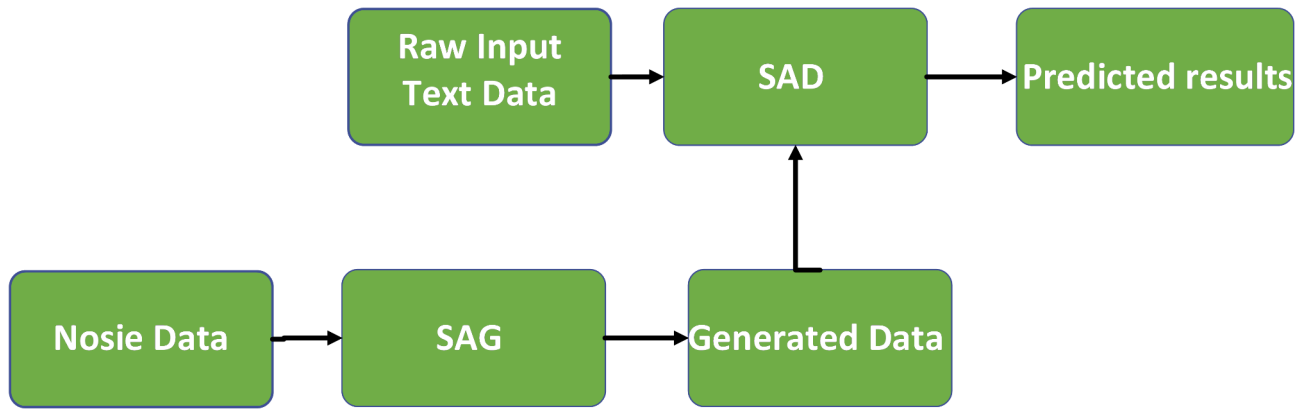 Raw Input
Text Data
SAD
Predicted results
Nosie Data
SAG
Generated Data